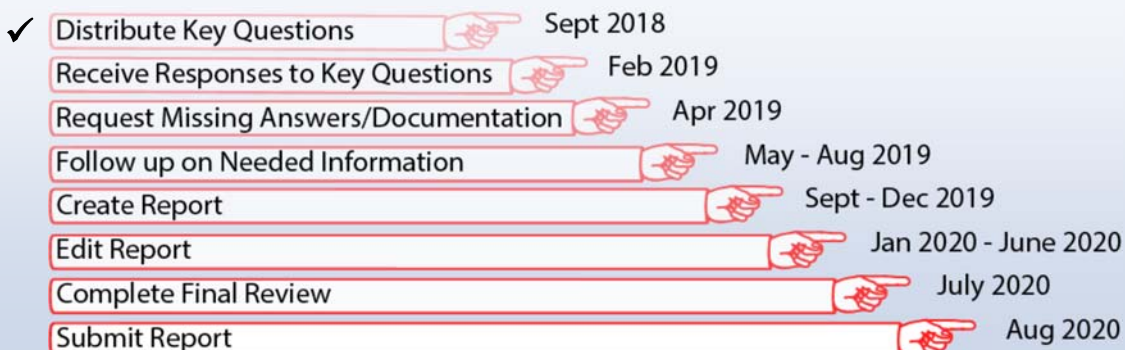 Distribute Key Questions Sept 2018
Receive Responses to Key Questions Feb 2019
Request Missing Answers/Documentation Apr 2019
Follow up on Needed Information May - Aug 2019
Create Report Sept - Dec 2019
Edit Report Jan 2020 - June 2020
Complete Final Review July 2020
Submit Report Aug 2020